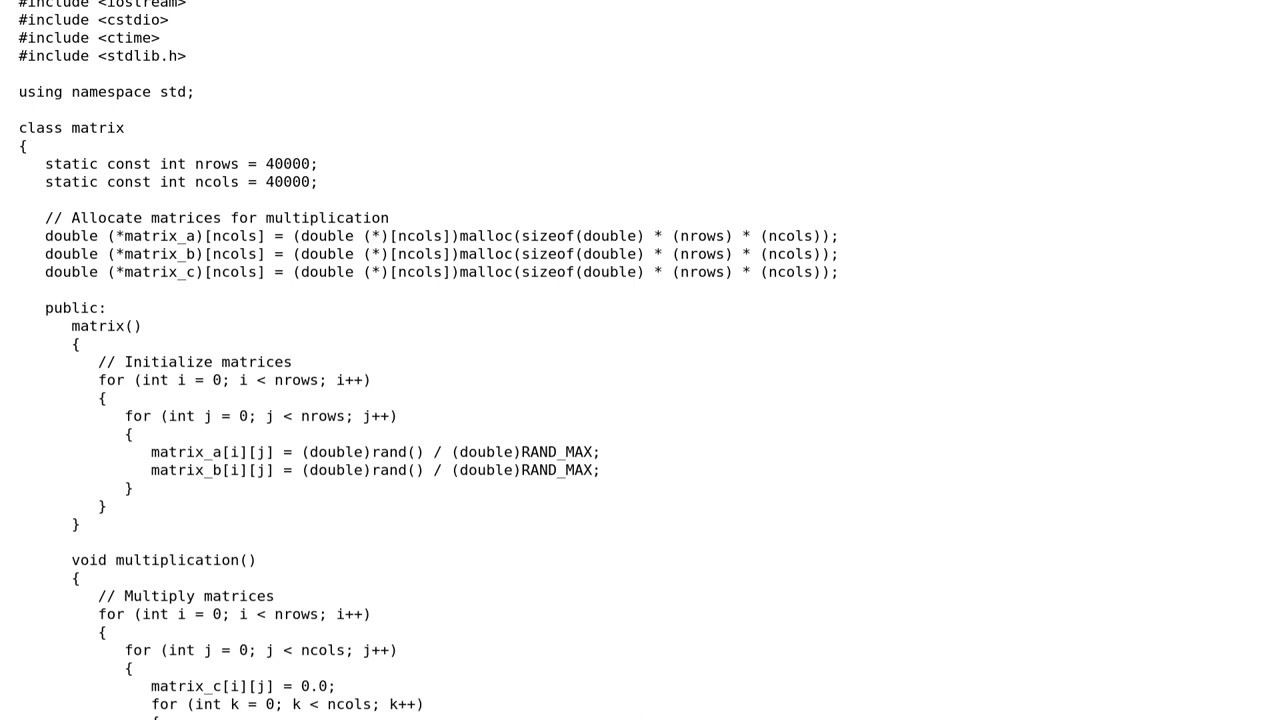 #include <iostream>
#include <cstdio>
#include <ctime>
#include <stdlib.h>

using namespace std;

class matrix
{
   static const int nrows = 40000;
   static const int ncols = 40000;

   // Allocate matrices for multiplication
   double (*matrix_a)[ncols] = (double (*)[ncols])malloc(sizeof(double) * (nrows) * (ncols));
   double (*matrix_b)[ncols] = (double (*)[ncols])malloc(sizeof(double) * (nrows) * (ncols));
   double (*matrix_c)[ncols] = (double (*)[ncols])malloc(sizeof(double) * (nrows) * (ncols));

   public:
      matrix()
      {
         // Initialize matrices
         for (int i = 0; i < nrows; i++)
         {
            for (int j = 0; j < nrows; j++)
            {
               matrix_a[i][j] = (double)rand() / (double)RAND_MAX;
               matrix_b[i][j] = (double)rand() / (double)RAND_MAX;
            }
         }
      }

      void multiplication()
      {
         // Multiply matrices
         for (int i = 0; i < nrows; i++)
         {
            for (int j = 0; j < ncols; j++)
            {
               matrix_c[i][j] = 0.0;
               for (int k = 0; k < ncols; k++)
               {